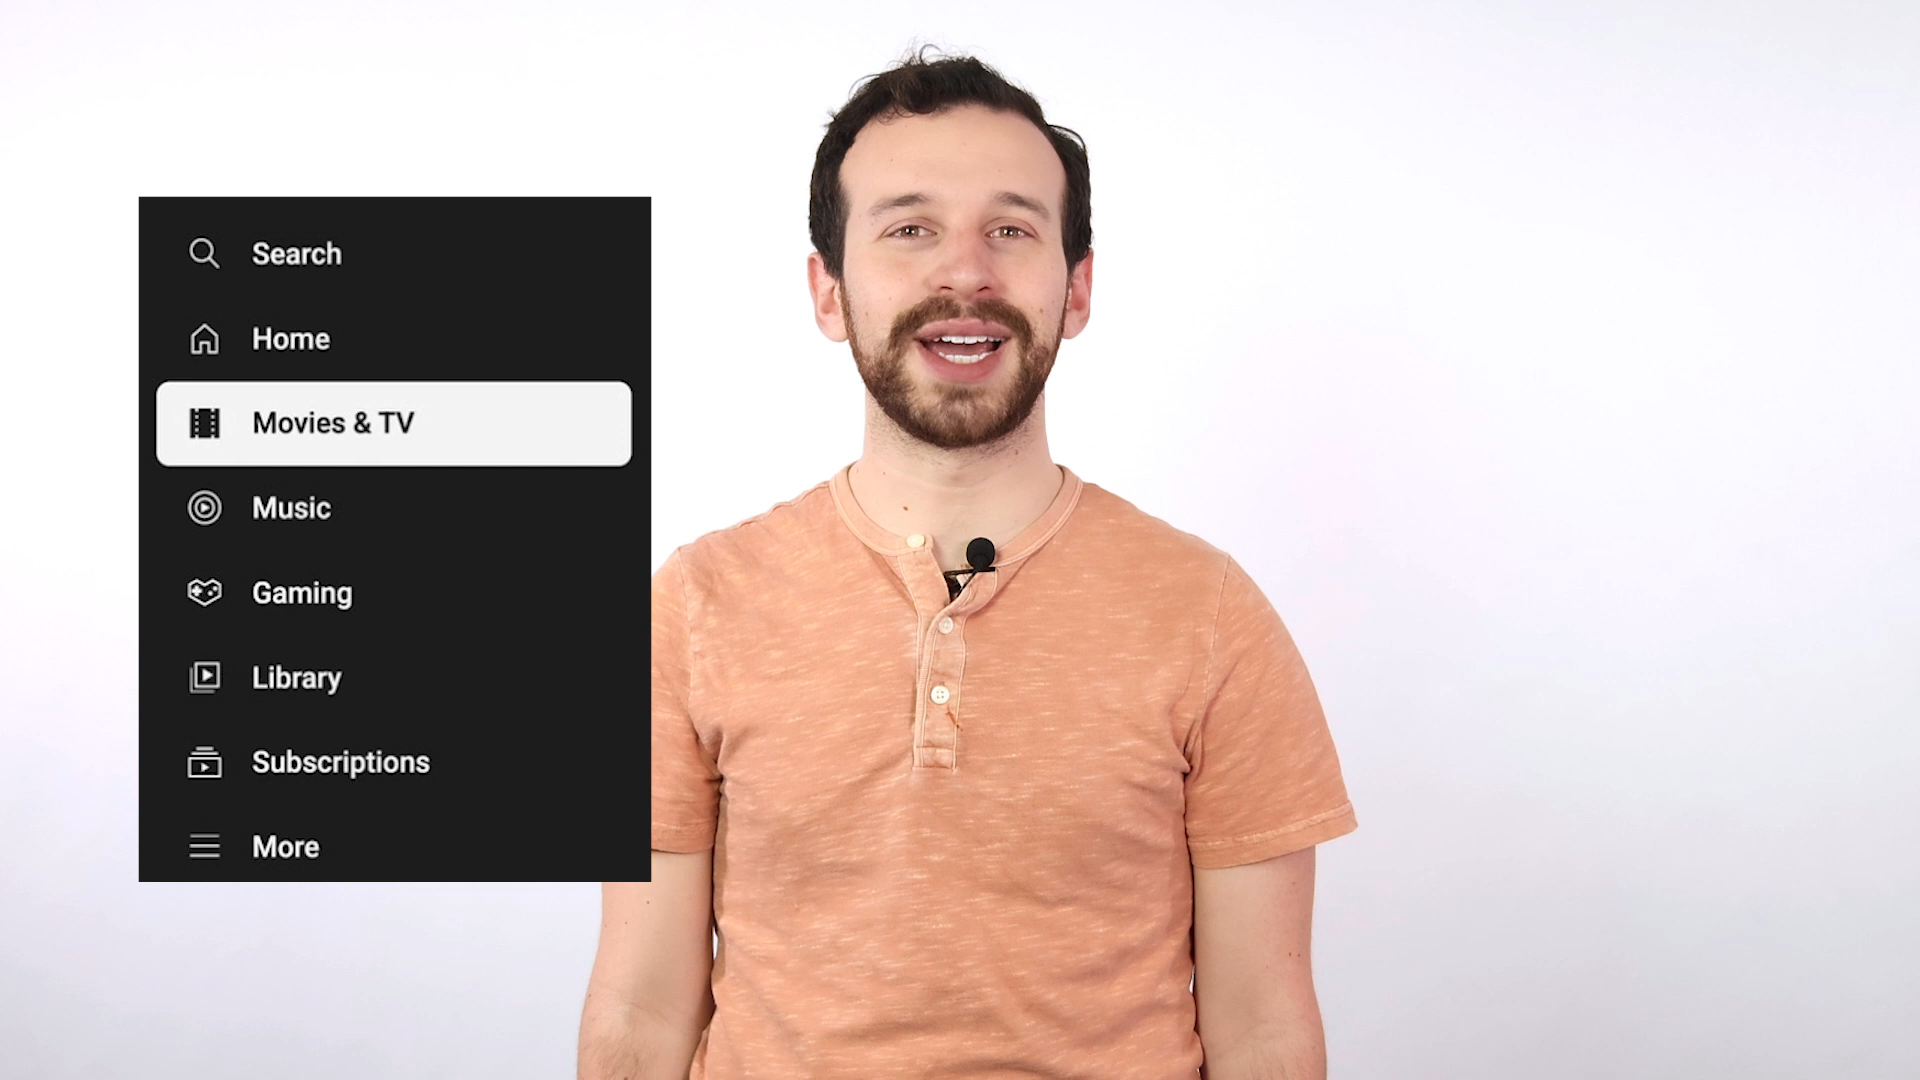 Search
Home
Movies & TV
Music
Gaming
Library
Subscriptions
More